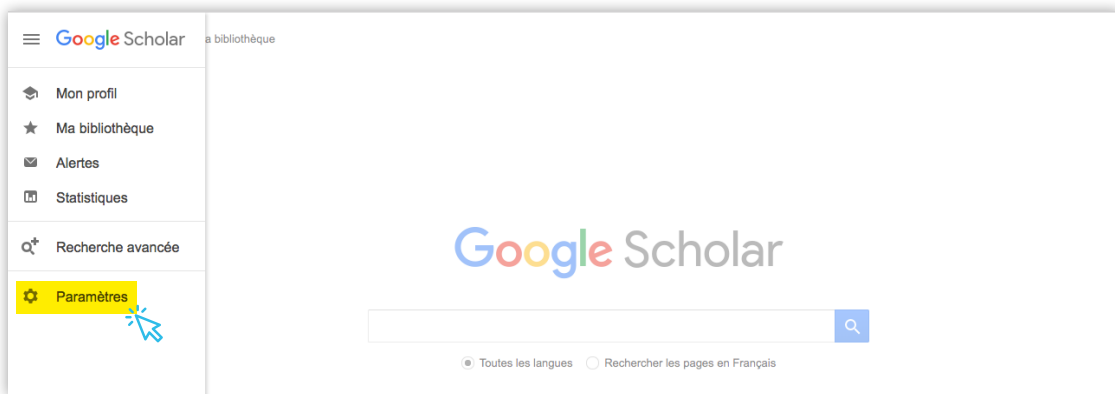 Google Scholar
a bibliothèque
Mon profil
Ma bibliothèque
Alertes
Statistiques
Recherche avancée
Paramètres
Google Scholar
Toutes les langues Rechercher les pages en Français